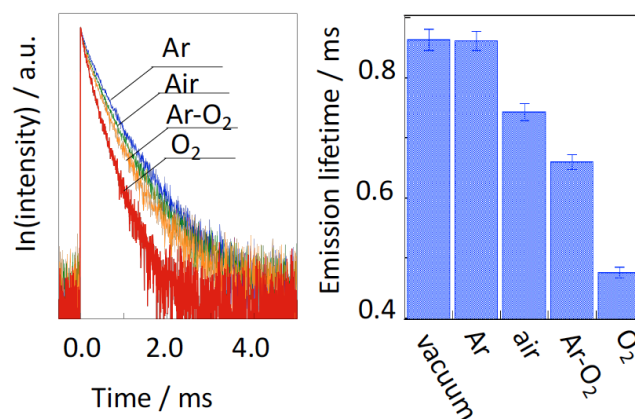 ln(intensity) / a.u.
Ar
Air
Ar-O₂
O₂
0.0 2.0 4.0
Time / ms
Emission lifetime / ms
0.8
0.6
0.4
vacuum
Ar
air
Ar-O₂
O₂